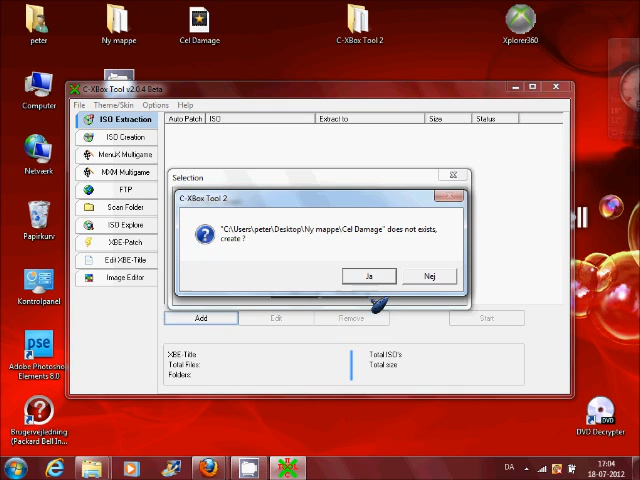 peter
Ny mappe
Cel Damage
C-XBox Tool 2
Xplorer360
Computer
Netværk
Papirkurv
Kontrolpanel
pse
Adobe Photosho
Elements 8.0
Brugervejledning
(Packard Bell In...
DVD
DVD Decrypter
C-XBox Tool v2.0.4 Beta
File Theme/Skin Options Help
ISO Extraction
ISO Creation
MenuX Multigame
MXM Multigame
FTP
Scan Folder
ISO Explore
XBE-Patch
Edit XBE-Title
Image Editor
Auto Patch ISO Extract to Size Status
Selection
C-XBox Tool 2
"C:\Users\peter\Desktop\Ny mappe\Cel Damage" does not exists,
create ?
Ja Nej
Add Edit Remove Start
XBE-Title
Total Files:
Folders:
Total ISO's
Total size
TOOL
DA
17:04
18-07-2012